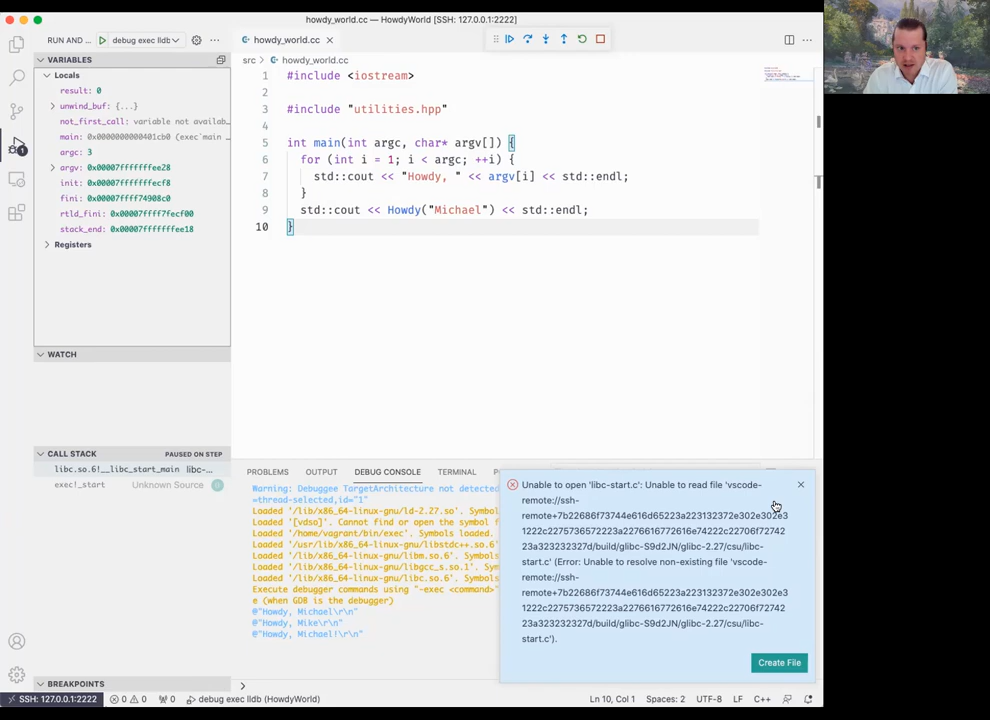 howdy_world.cc — HowdyWorld [SSH: 127.0.0.1:2222]
RUN AND ... debug exec lldb ...
howdy_world.cc
VARIABLES
Locals
result: 0
unwind_buf: {...}
not_first_call: variable not availab…
main: 0x0000000000401cb0 (exec`main …
argc: 3
argv: 0x00007fffffffee28
init: 0x00007fffffffecf8
fini: 0x00007ffff74908c0
rtld_fini: 0x00007ffff7fecf00
stack_end: 0x00007fffffffee18
Registers
WATCH
CALL STACK PAUSED ON STEP
libc.so.6!__libc_start_main libc-...
exec!_start Unknown Source
BREAKPOINTS
src > howdy_world.cc
1 #include <iostream>
2
3 #include "utilities.hpp"
4
5 int main(int argc, char* argv[]) {
6 for (int i = 1; i < argc; ++i) {
7 std::cout << "Howdy, " << argv[i] << std::endl;
8 }
9 std::cout << Howdy("Michael") << std::endl;
10 }
PROBLEMS OUTPUT DEBUG CONSOLE TERMINAL
Warning: Debuggee TargetArchitecture not detected
=thread-selected,id="1"
Loaded '/lib/x86_64-linux-gnu/ld-2.27.so'. Symbol
Loaded '[vdso]'. Cannot find or open the symbol f
Loaded '/home/vagrant/bin/exec'. Symbols loaded.
Loaded '/usr/lib/x86_64-linux-gnu/libstdc++.so.6'
Loaded '/lib/x86_64-linux-gnu/libm.so.6'. Symbols
Loaded '/lib/x86_64-linux-gnu/libgcc_s.so.1'. Sym
Loaded '/lib/x86_64-linux-gnu/libc.so.6'. Symbols
Execute debugger commands using "-exec <command>"
e (when GDB is the debugger)
@"Howdy, Michael\r\n"
@"Howdy, Mike\r\n"
@"Howdy, Michael!\r\n"
Unable to open 'libc-start.c': Unable to read file 'vscode-
remote://ssh-
remote+7b22686f73744e616d65223a223132372e302e302e3
1222c2275736572223a2276616772616e74222c22706f72742
23a323232327d/build/glibc-S9d2JN/glibc-2.27/csu/libc-
start.c' (Error: Unable to resolve non-existing file 'vscode-
remote://ssh-
remote+7b22686f73744e616d65223a223132372e302e302e3
1222c2275736572223a2276616772616e74222c22706f72742
23a323232327d/build/glibc-S9d2JN/glibc-2.27/csu/libc-
start.c').
Create File
SSH: 127.0.0.1:2222 0 0 0 debug exec lldb (HowdyWorld) Ln 10, Col 1 Spaces: 2 UTF-8 LF C++